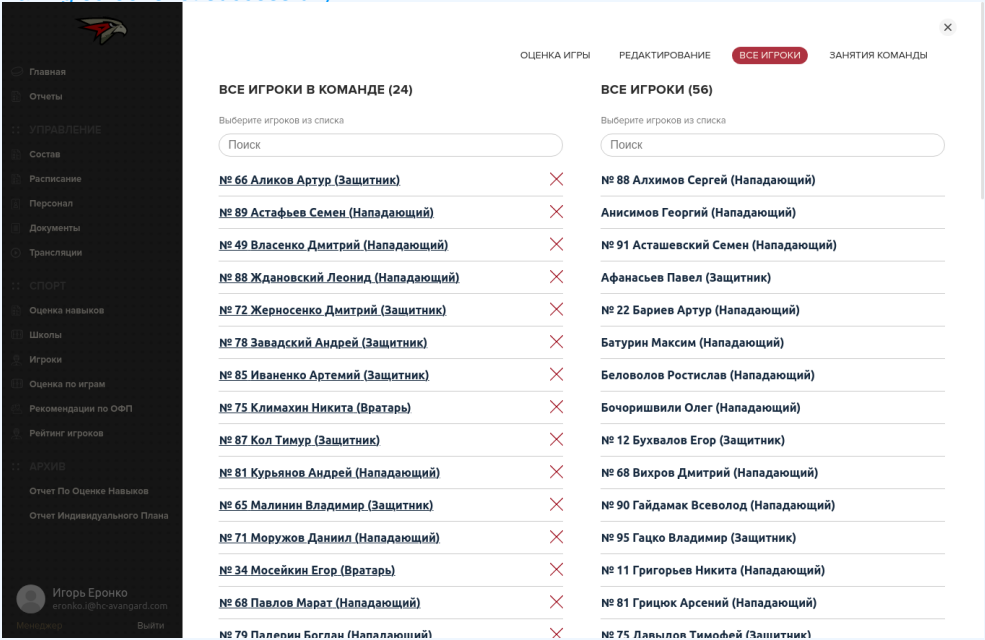 Главная
Отчеты
УПРАВЛЕНИЕ
Состав
Расписание
Персонал
Документы
Трансляции
СПОРТ
Оценка навыков
Школы
Игроки
Оценка по играм
Рекомендации по ОФП
Рейтинг игроков
АРХИВ
Отчет По Оценке Навыков
Отчет Индивидуального Плана
Игорь Еронко
eronko.i@hc-avangard.com
Менеджер
Выйти
ОЦЕНКА ИГРЫ
РЕДАКТИРОВАНИЕ
ВСЕ ИГРОКИ
ЗАНЯТИЯ КОМАНДЫ
ВСЕ ИГРОКИ В КОМАНДЕ (24)
Выберите игроков из списка
Поиск
№ 66 Аликов Артур (Защитник)
№ 89 Астафьев Семен (Нападающий)
№ 49 Власенко Дмитрий (Нападающий)
№ 88 Ждановский Леонид (Нападающий)
№ 72 Жерносенко Дмитрий (Защитник)
№ 78 Завадский Андрей (Защитник)
№ 85 Иваненко Артемий (Защитник)
№ 75 Климахин Никита (Вратарь)
№ 87 Кол Тимур (Защитник)
№ 81 Курьянов Андрей (Нападающий)
№ 65 Малинин Владимир (Защитник)
№ 71 Моружов Даниил (Нападающий)
№ 34 Мосейкин Егор (Вратарь)
№ 68 Павлов Марат (Нападающий)
№ 79 Падерин Богдан (Нападающий)
ВСЕ ИГРОКИ (56)
Выберите игроков из списка
Поиск
№ 88 Алхимов Сергей (Нападающий)
Анисимов Георгий (Нападающий)
№ 91 Асташевский Семен (Нападающий)
Афанасьев Павел (Защитник)
№ 22 Бариев Артур (Нападающий)
Батурин Максим (Нападающий)
Беловолов Ростислав (Нападающий)
Бочоришвили Олег (Нападающий)
№ 12 Бухвалов Егор (Защитник)
№ 68 Вихров Дмитрий (Нападающий)
№ 90 Гайдамак Всеволод (Нападающий)
№ 95 Гацко Владимир (Защитник)
№ 11 Григорьев Никита (Нападающий)
№ 81 Грицюк Арсений (Нападающий)
№ 75 Давыдов Тимофей (Защитник)